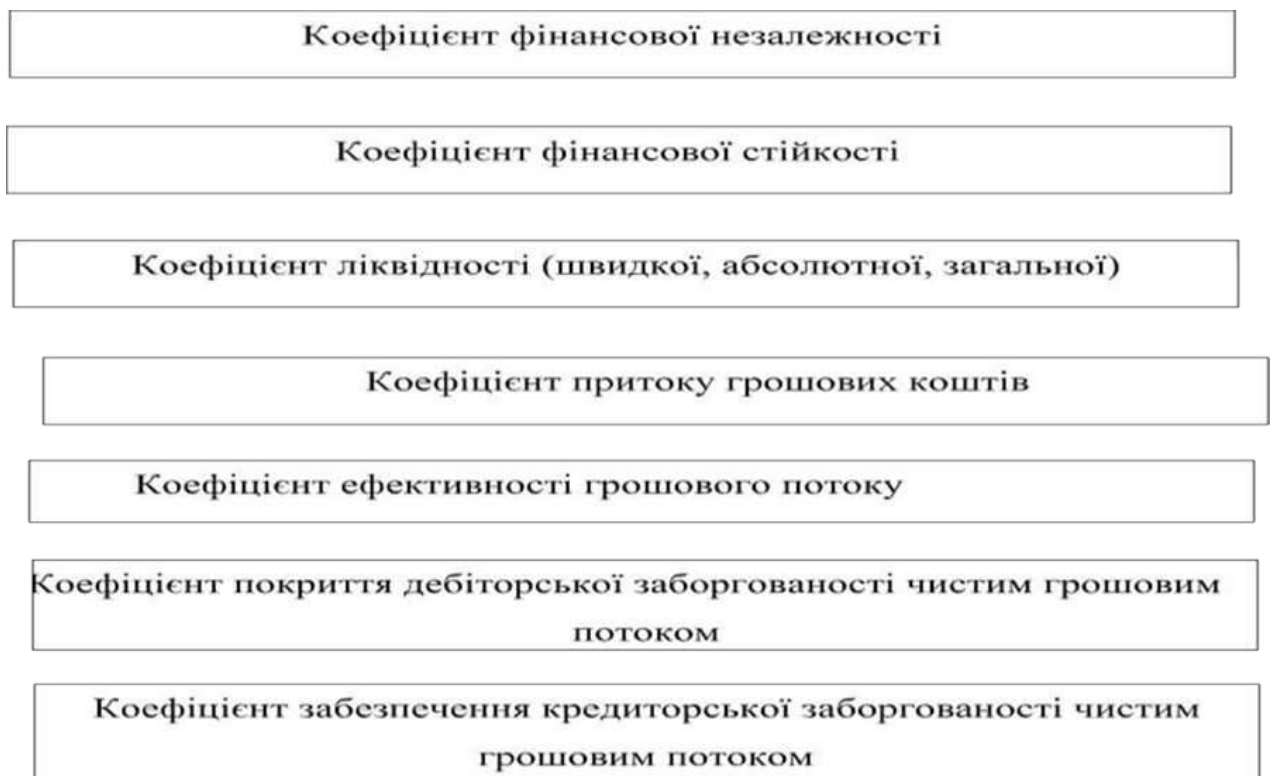 Коефіцієнт фінансової незалежності
Коефіцієнт фінансової стійкості
Коефіцієнт ліквідності (швидкої, абсолютної, загальної)
Коефіцієнт притоку грошових коштів
Коефіцієнт ефективності грошового потоку
Коефіцієнт покриття дебіторської заборгованості чистим грошовим
потоком
Коефіцієнт забезпечення кредиторської заборгованості чистим
грошовим потоком